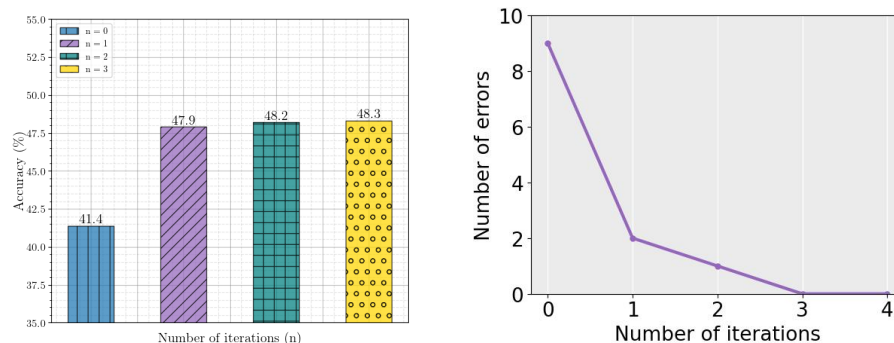 55.0
52.5
50.0
47.5
45.0
42.5
40.0
37.5
35.0
Accuracy (%)
n = 0
n = 1
n = 2
n = 3
41.4
47.9
48.2
48.3
Number of iterations (n)
10
8
6
4
2
0
Number of errors
0 1 2 3 4
Number of iterations